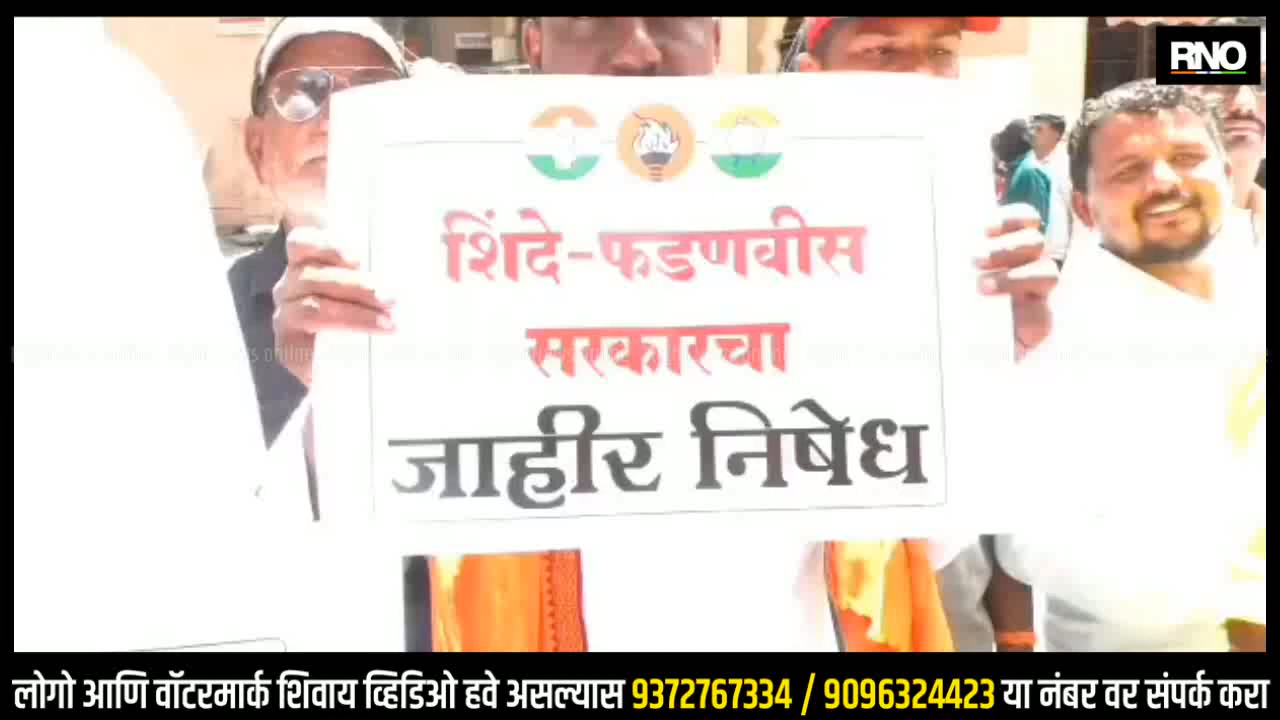 RNO
शिंदे-फडणवीस
सरकारचा
जाहीर निषेध
लोगो आणि वॉटरमार्क शिवाय व्हिडिओ हवे असल्यास 9372767334 / 9096324423 या नंबर वर संपर्क करा